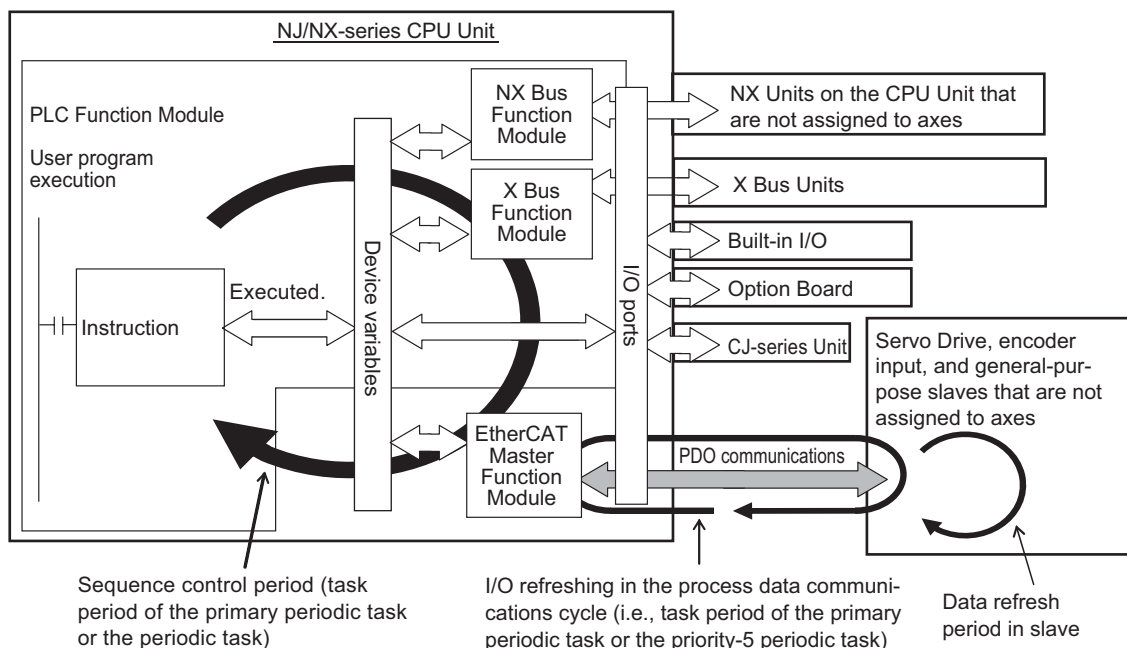 NJ/NX-series CPU Unit
PLC Function Module
User program
execution
Instruction
Executed.
Device variables
NX Bus
Function
Module
X Bus
Function
Module
EtherCAT
Master
Function
Module
I/O ports
NX Units on the CPU Unit that
are not assigned to axes
X Bus Units
Built-in I/O
Option Board
CJ-series Unit
Servo Drive, encoder
input, and general-pur-
pose slaves that are not
assigned to axes
PDO communications
Sequence control period (task
period of the primary periodic task
or the periodic task)
I/O refreshing in the process data communi-
cations cycle (i.e., task period of the primary
periodic task or the priority-5 periodic task)
Data refresh
period in slave